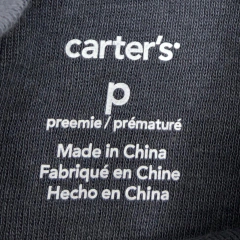 carter's
p
preemie / prématuré
Made in China
Fabriqué en Chine
Hecho en China